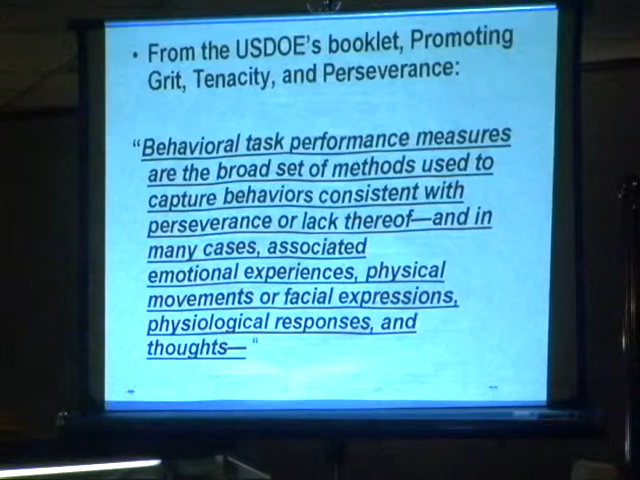 • From the USDOE's booklet, Promoting
Grit, Tenacity, and Perseverance:
“Behavioral task performance measures
are the broad set of methods used to
capture behaviors consistent with
perseverance or lack thereof—and in
many cases, associated
emotional experiences, physical
movements or facial expressions,
physiological responses, and
thoughts— “